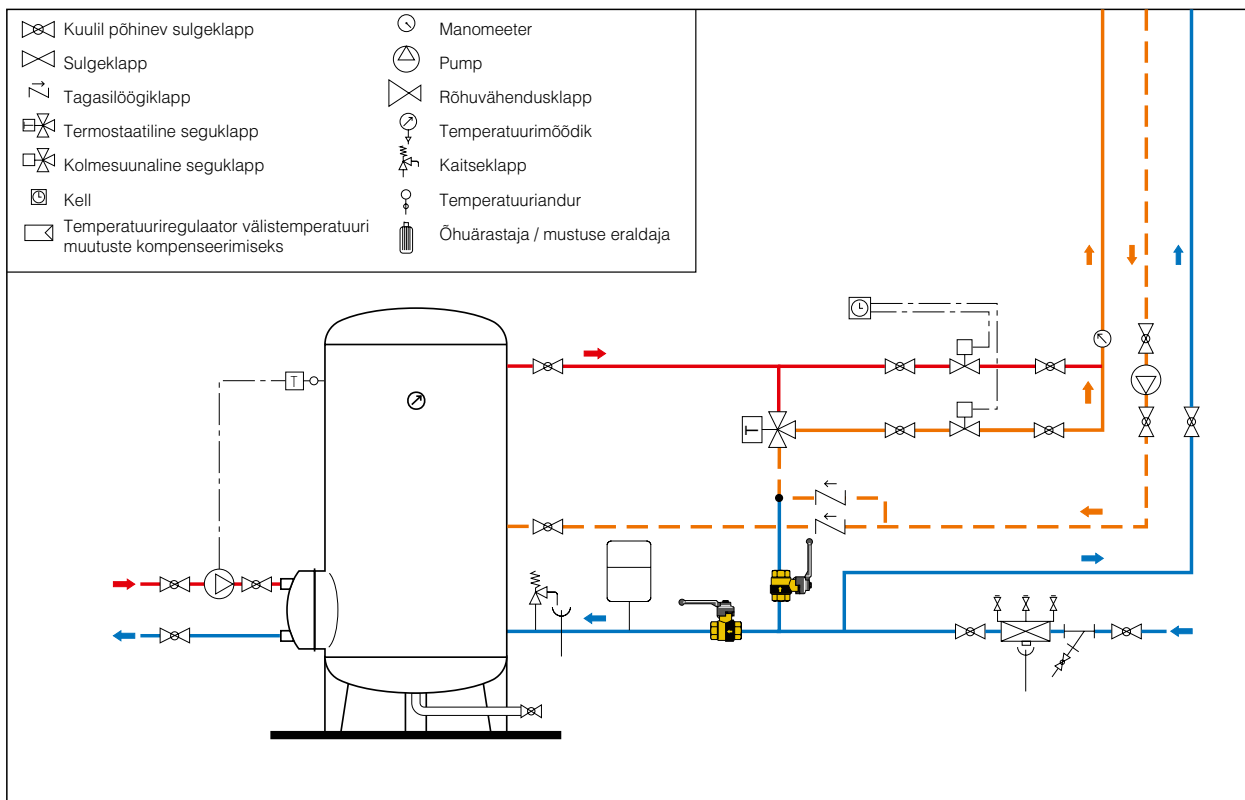 Kuulil põhinev sulgeklapp
Sulgeklapp
Tagasilöögiklapp
Termostaatiline seguklapp
Kolmesuunaline seguklapp
Kell
Temperatuuriregulaator välistemperatuuri
muutuste kompenseerimiseks
Manomeeter
Pump
Rõhuvähendusklapp
Temperatuurimõõdik
Kaitseklapp
Temperatuuriandur
Õhuärastaja / mustuse eraldaja
T
T